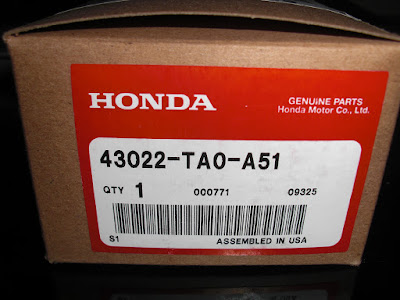 HONDA
GENUINE PARTS
Honda Motor Co., Ltd.
43022-TA0-A51
QTY 1 000771 09325
S1 ASSEMBLED IN USA